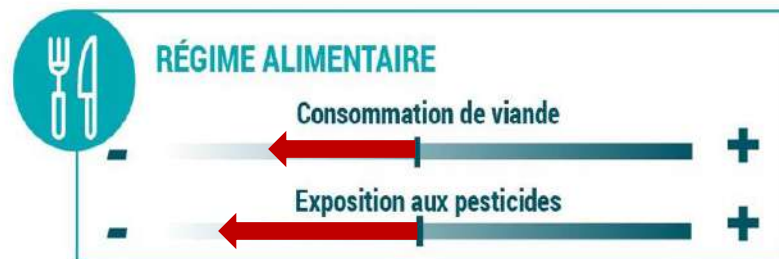 RÉGIME ALIMENTAIRE
Consommation de viande
- +
Exposition aux pesticides
- +